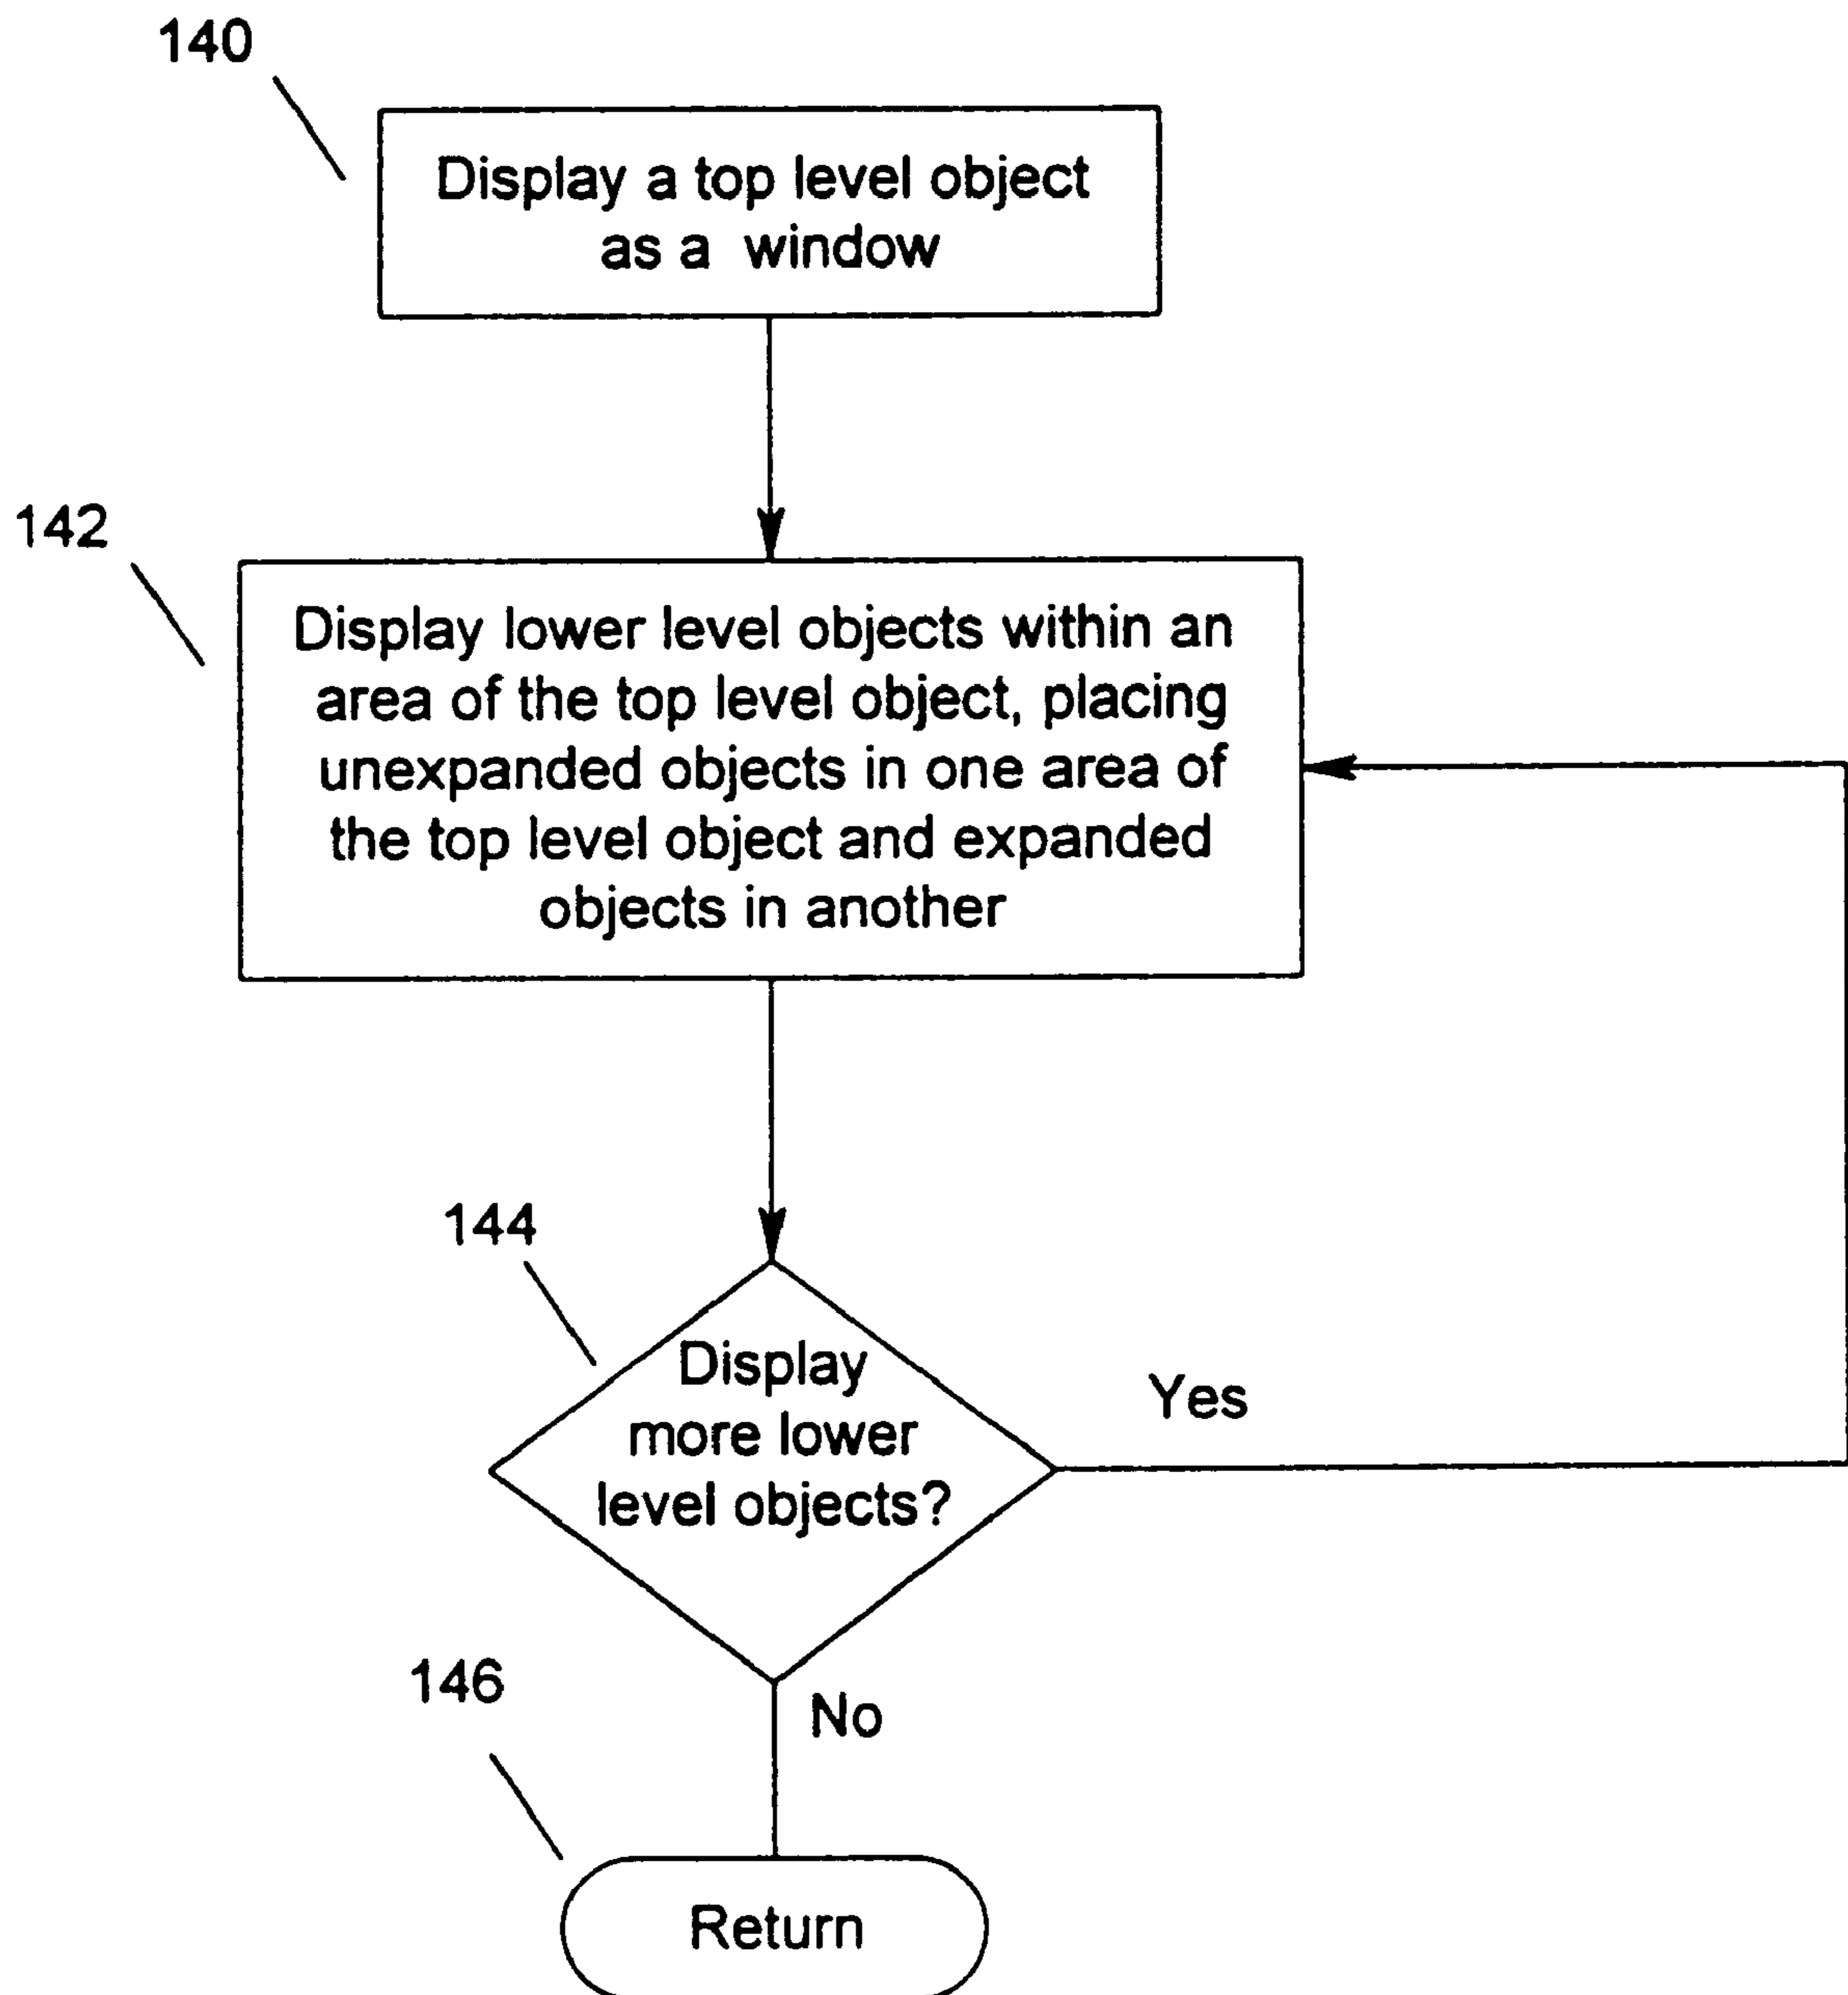 140
Display a top level object
as a window
142
Display lower level objects within an
area of the top level object, placing
unexpanded objects in one area of
the top level object and expanded
objects in another
144
Display
more lower
level objects?
Yes
146
No
Return